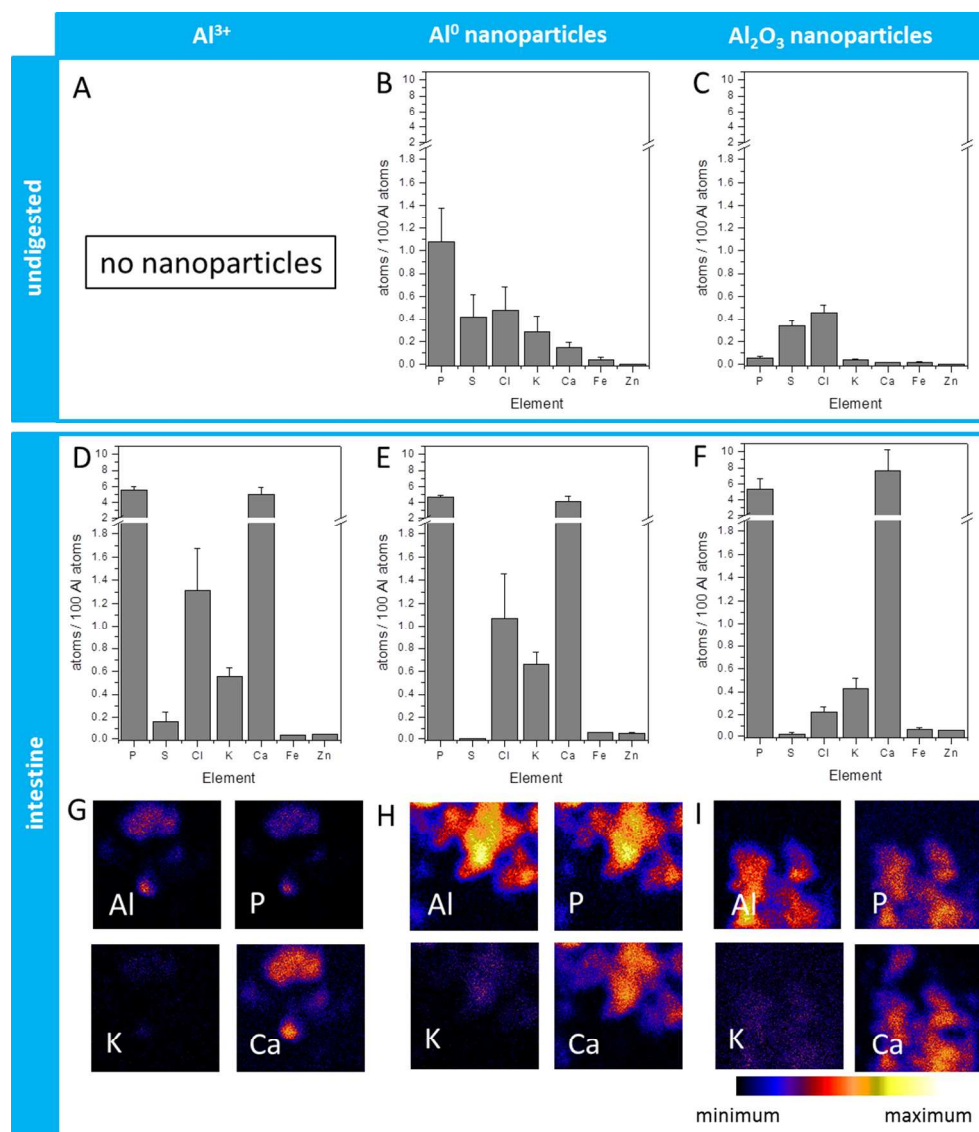 Al³⁺
Al⁰ nanoparticles
Al₂O₃ nanoparticles
undigested
A
no nanoparticles
B
10
8
6
4
2
1.8
1.6
1.4
1.2
1.0
0.8
0.6
0.4
0.2
0.0
atoms / 100 Al atoms
P S Cl K Ca Fe Zn
Element
C
10
8
6
4
2
1.8
1.6
1.4
1.2
1.0
0.8
0.6
0.4
0.2
0.0
atoms / 100 Al atoms
P S Cl K Ca Fe Zn
Element
intestine
D
10
8
6
4
2
1.8
1.6
1.4
1.2
1.0
0.8
0.6
0.4
0.2
0.0
atoms / 100 Al atoms
P S Cl K Ca Fe Zn
Element
E
10
8
6
4
2
1.8
1.6
1.4
1.2
1.0
0.8
0.6
0.4
0.2
0.0
atoms / 100 Al atoms
P S Cl K Ca Fe Zn
Element
F
10
8
6
4
2
1.8
1.6
1.4
1.2
1.0
0.8
0.6
0.4
0.2
0.0
atoms / 100 Al atoms
P S Cl K Ca Fe Zn
Element
G
Al P
K Ca
H
Al P
K Ca
I
Al P
K Ca
minimum maximum